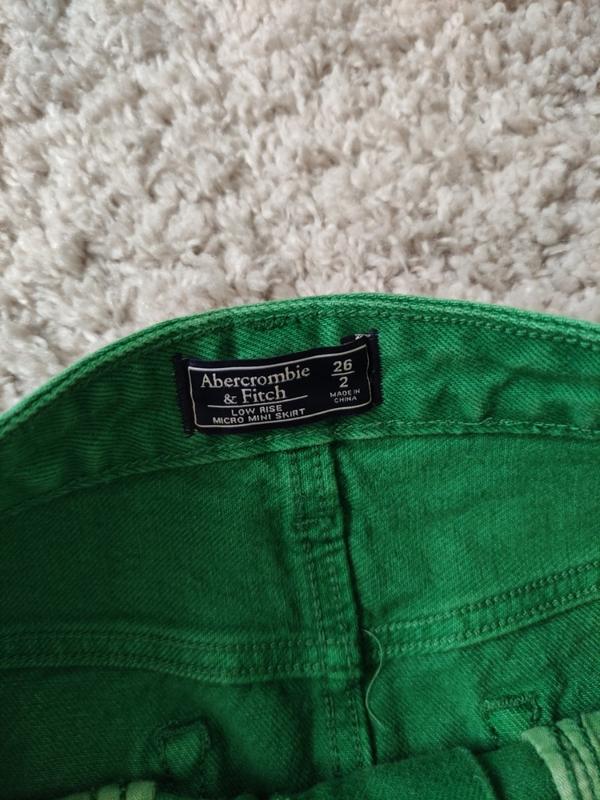 Abercrombie
& Fitch
LOW RISE
MICRO MINI SKIRT
26
2
MADE IN
CHINA